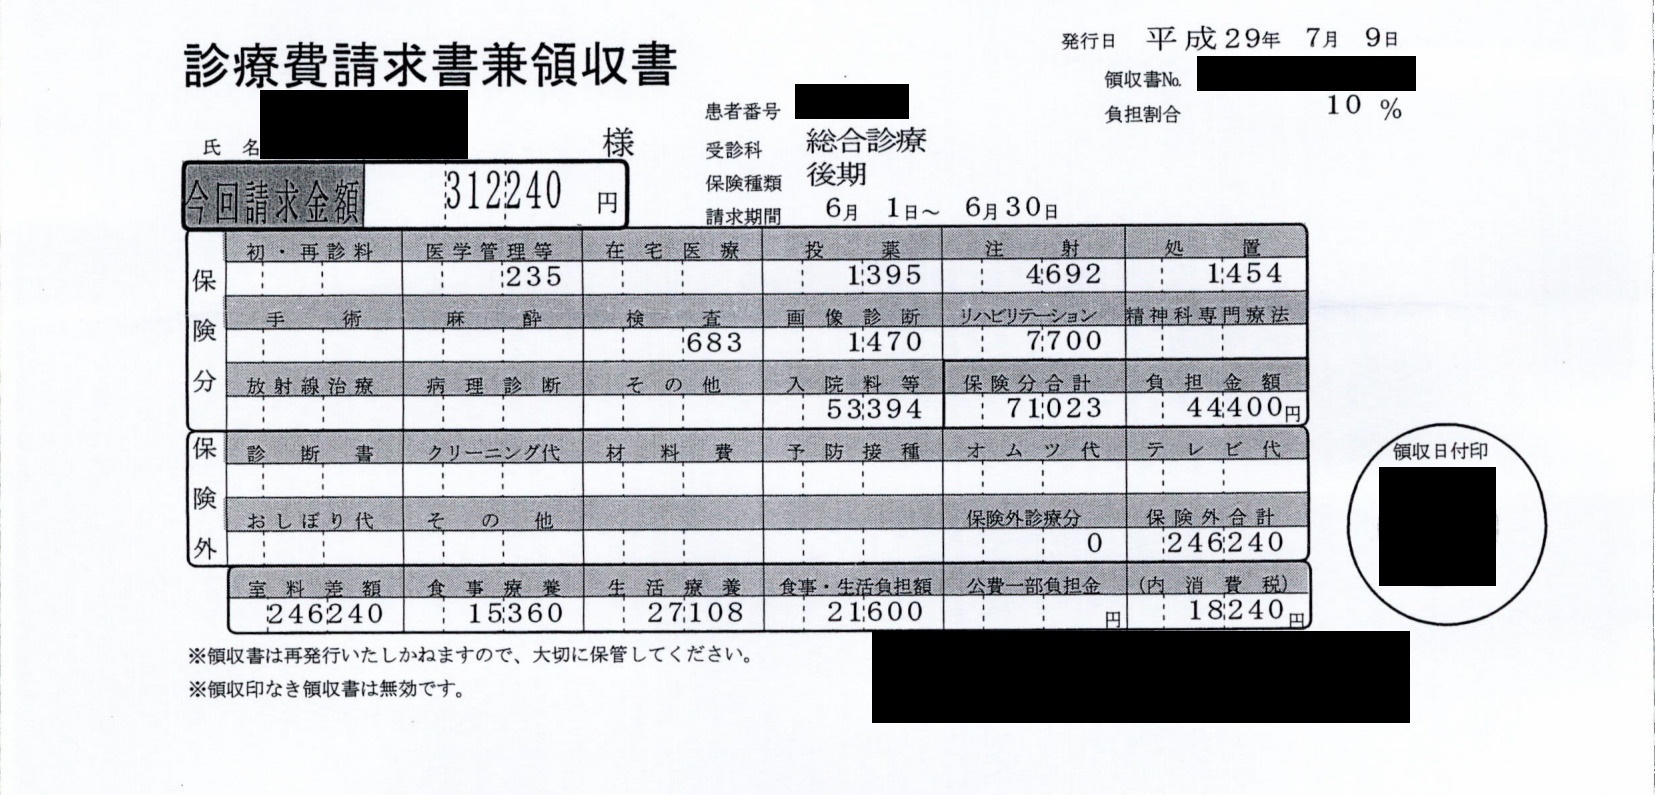 診療費請求書兼領収書
発行日 平成29年 7月 9日
領収書No.
負担割合 10 %
氏 名 様
患者番号
受診科 総合診療
保険種類 後期
請求期間 6月 1日～ 6月30日
今回請求金額 312240 円
保険分
初・再診料 医学管理等 在宅医療 投薬 注射 処置
235 1395 4692 1454
手術 麻酔 検査 画像診断 リハビリテーション 精神科専門療法
683 1470 7700
放射線治療 病理診断 その他 入院料等 保険分合計 負担金額
53394 71023 44400円
保険外
診断書 クリーニング代 材料費 予防接種 オムツ代 テレビ代
おしぼり代 その他 保険外診療分 保険外合計
0 246240
室料差額 食事療養 生活療養 食事・生活負担額 公費一部負担金 (内消費税)
246240 15360 27108 21600 円 18240円
領収日付印
※領収書は再発行いたしかねますので、大切に保管してください。
※領収印なき領収書は無効です。